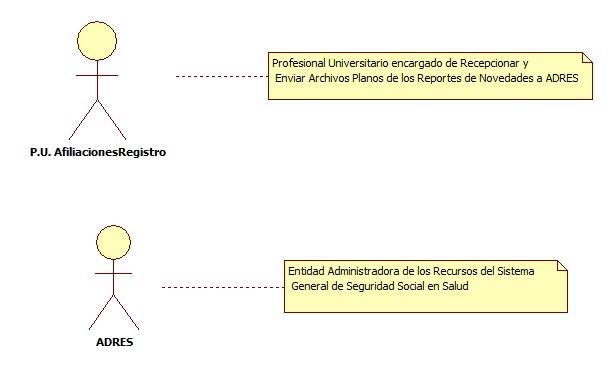 Profesional Universitario encargado de Recepcionar y
Enviar Archivos Planos de los Reportes de Novedades a ADRES
P.U. AfiliacionesRegistro
Entidad Administradora de los Recursos del Sistema
General de Seguridad Social en Salud
ADRES